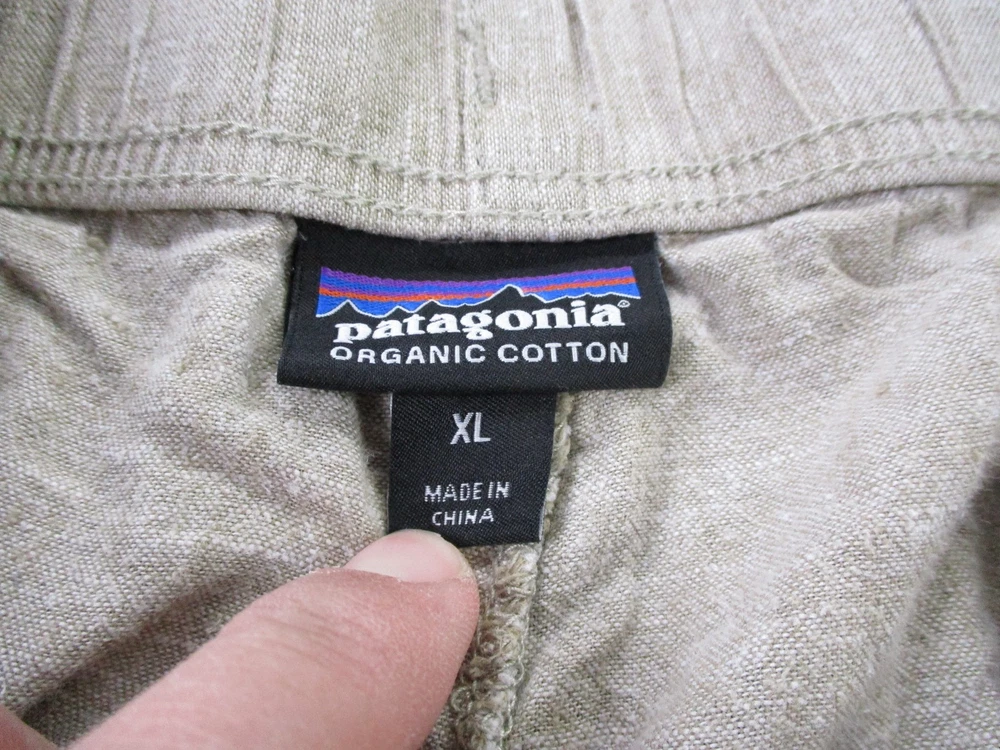 patagonia®
ORGANIC COTTON
XL
MADE IN
CHINA